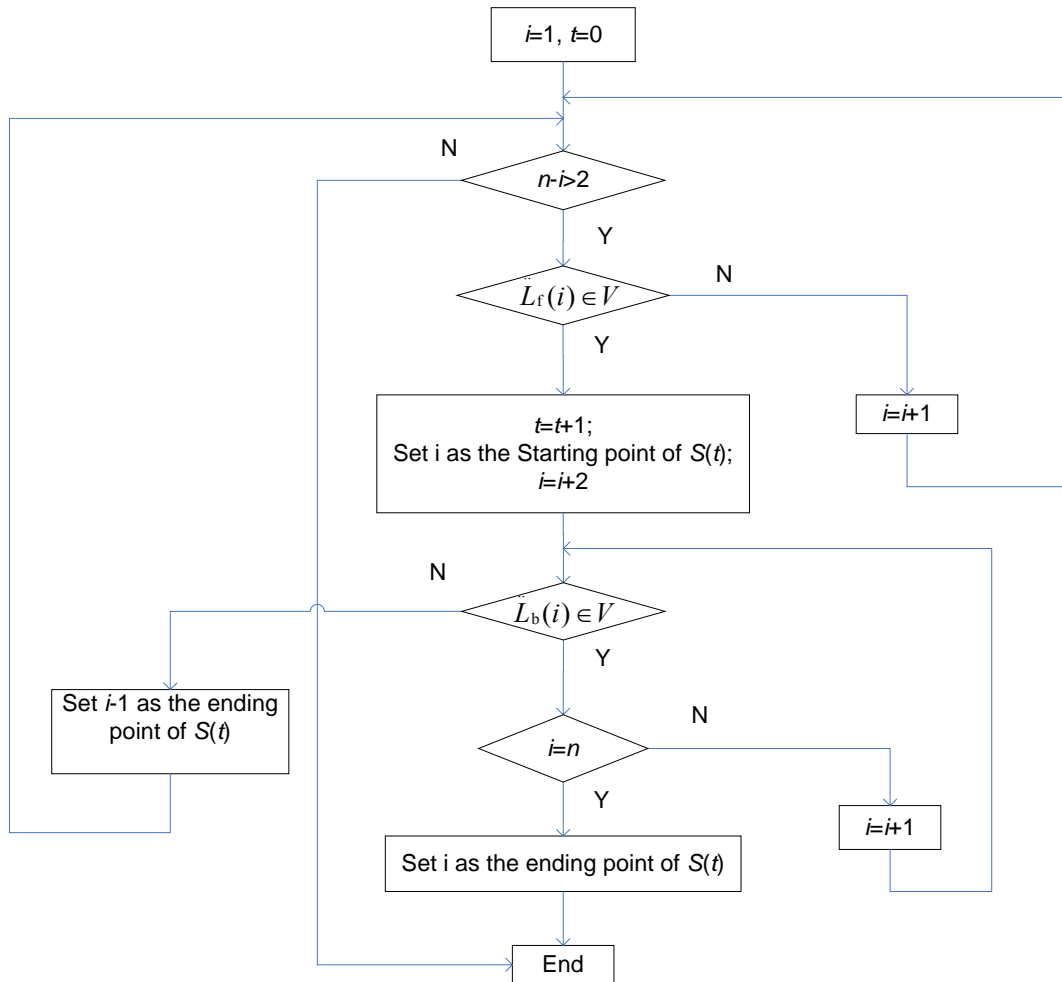 i=1, t=0
N
n-i>2
Y
L̈f(i)∈V
N
Y
t=t+1;
Set i as the Starting point of S(t);
i=i+2
i=i+1
N
L̈b(i)∈V
Y
Set i-1 as the ending
point of S(t)
N
i=n
Y
i=i+1
Set i as the ending point of S(t)
End